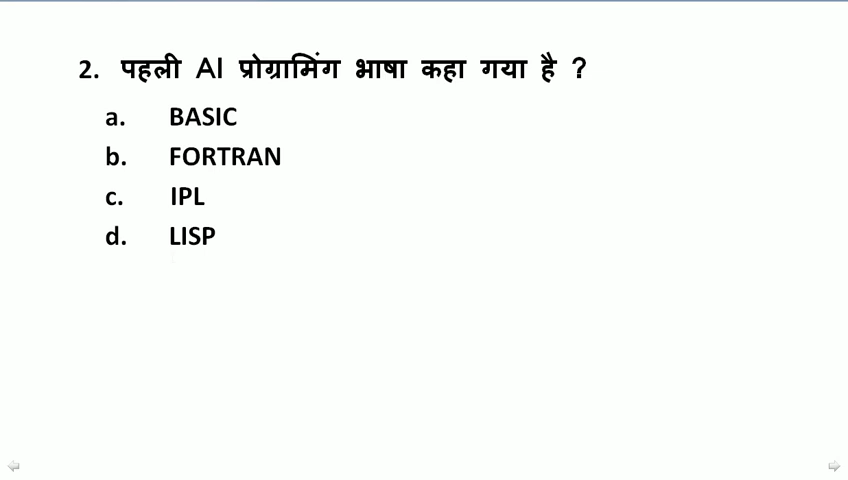 2. पहली AI प्रोग्रामिंग भाषा कहा गया है ?
a. BASIC
b. FORTRAN
c. IPL
d. LISP